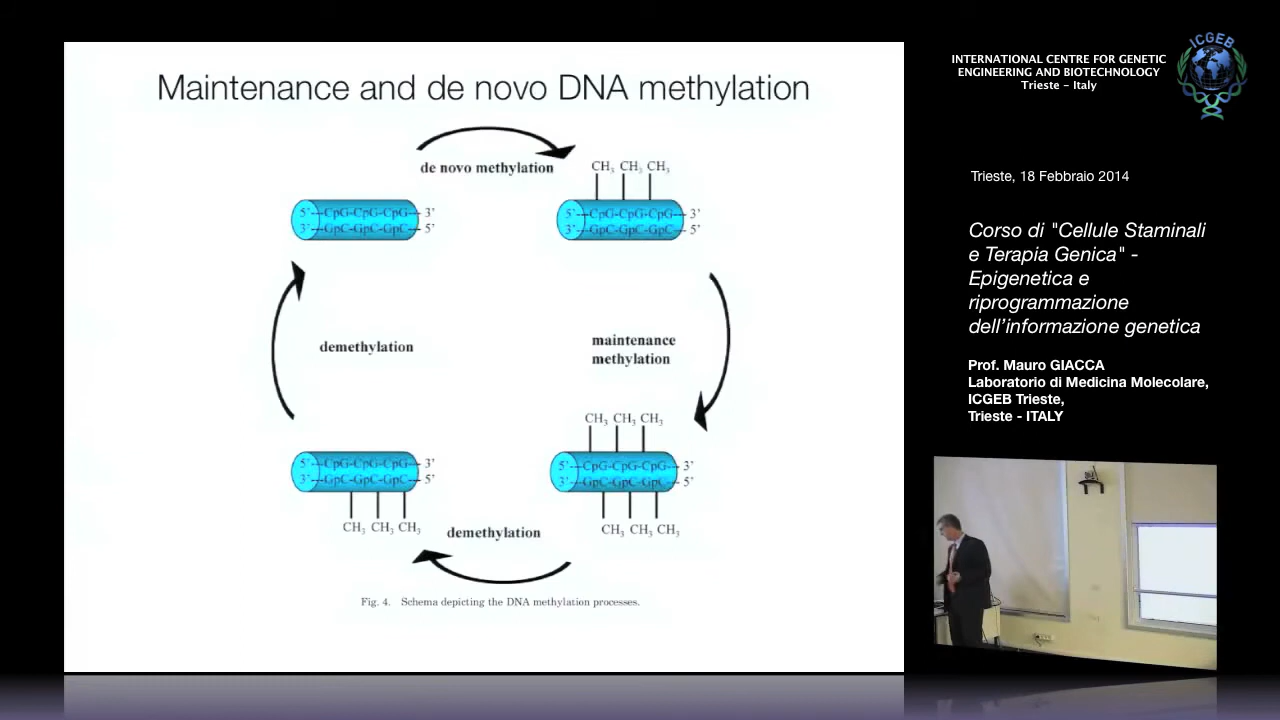 Maintenance and de novo DNA methylation
de novo methylation
CH3 CH3 CH3
5'---CpG-CpG-CpG--- 3'
3'---GpC-GpC-GpC--- 5'
5'---CpG-CpG-CpG--- 3'
3'---GpC-GpC-GpC--- 5'
demethylation
maintenance
methylation
CH3 CH3 CH3
5'---CpG-CpG-CpG--- 3'
3'---GpC-GpC-GpC--- 5'
5'---CpG-CpG-CpG--- 3'
3'---GpC-GpC-GpC--- 5'
CH3 CH3 CH3
CH3 CH3 CH3
demethylation
Fig. 4. Schema depicting the DNA methylation processes.
INTERNATIONAL CENTRE FOR GENETIC
ENGINEERING AND BIOTECHNOLOGY
Trieste - Italy
ICGEB
Trieste, 18 Febbraio 2014
Corso di "Cellule Staminali
e Terapia Genica" -
Epigenetica e
riprogrammazione
dell'informazione genetica
Prof. Mauro GIACCA
Laboratorio di Medicina Molecolare,
ICGEB Trieste,
Trieste - ITALY